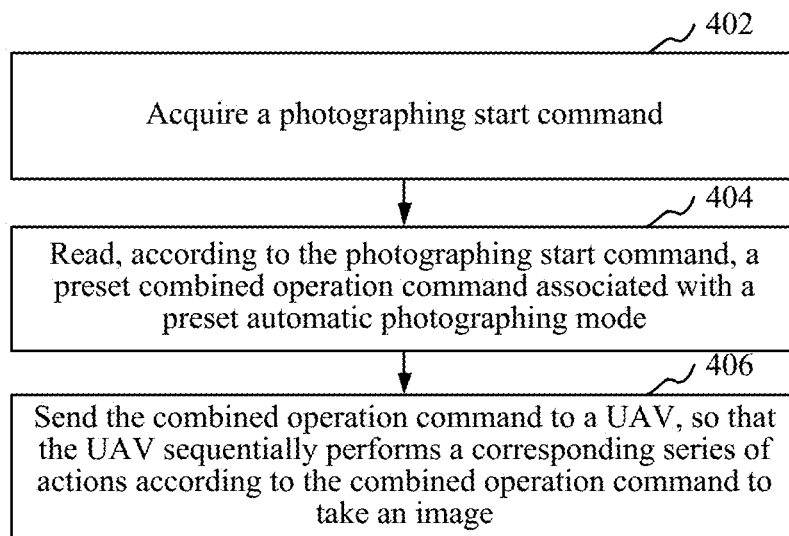 402
Acquire a photographing start command
404
Read, according to the photographing start command, a
preset combined operation command associated with a
preset automatic photographing mode
406
Send the combined operation command to a UAV, so that
the UAV sequentially performs a corresponding series of
actions according to the combined operation command to
take an image